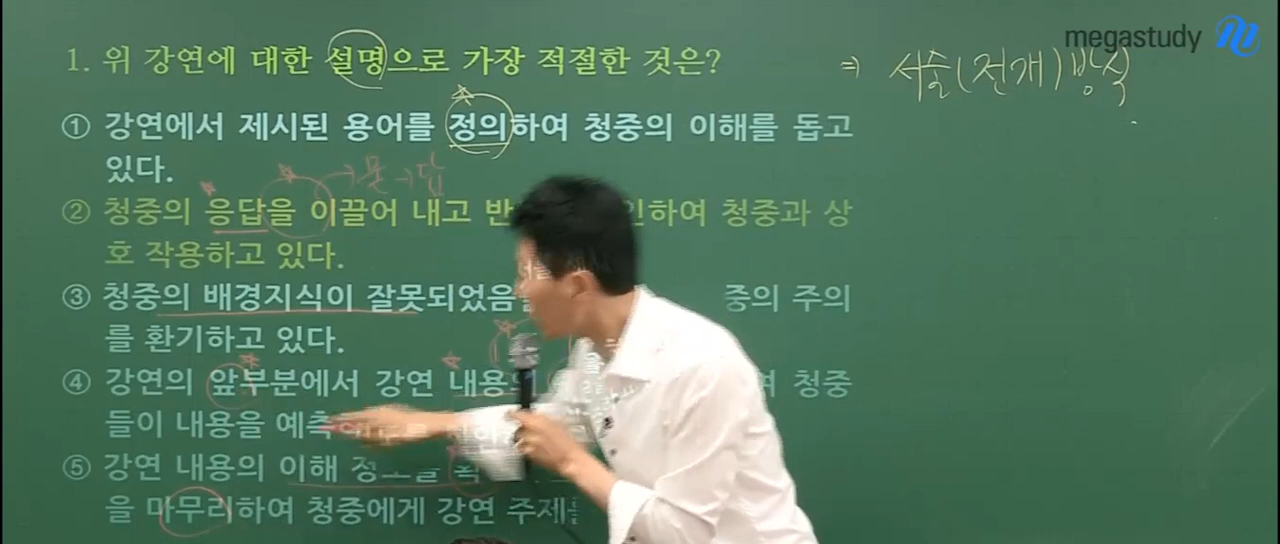 megastudy
1. 위 강연에 대한 설명으로 가장 적절한 것은?
⇒ 서술(전개)방식
① 강연에서 제시된 용어를 정의하여 청중의 이해를 돕고
있다.
→문→답
② 청중의 응답을 이끌어 내고 반 인하여 청중과 상
호 작용하고 있다.
③ 청중의 배경지식이 잘못되었음 중의 주의
를 환기하고 있다.
④ 강연의 앞부분에서 강연 내용의 여 청중
들이 내용을 예측
⑤ 강연 내용의 이해 정도를 확
을 마무리하여 청중에게 강연 주제를